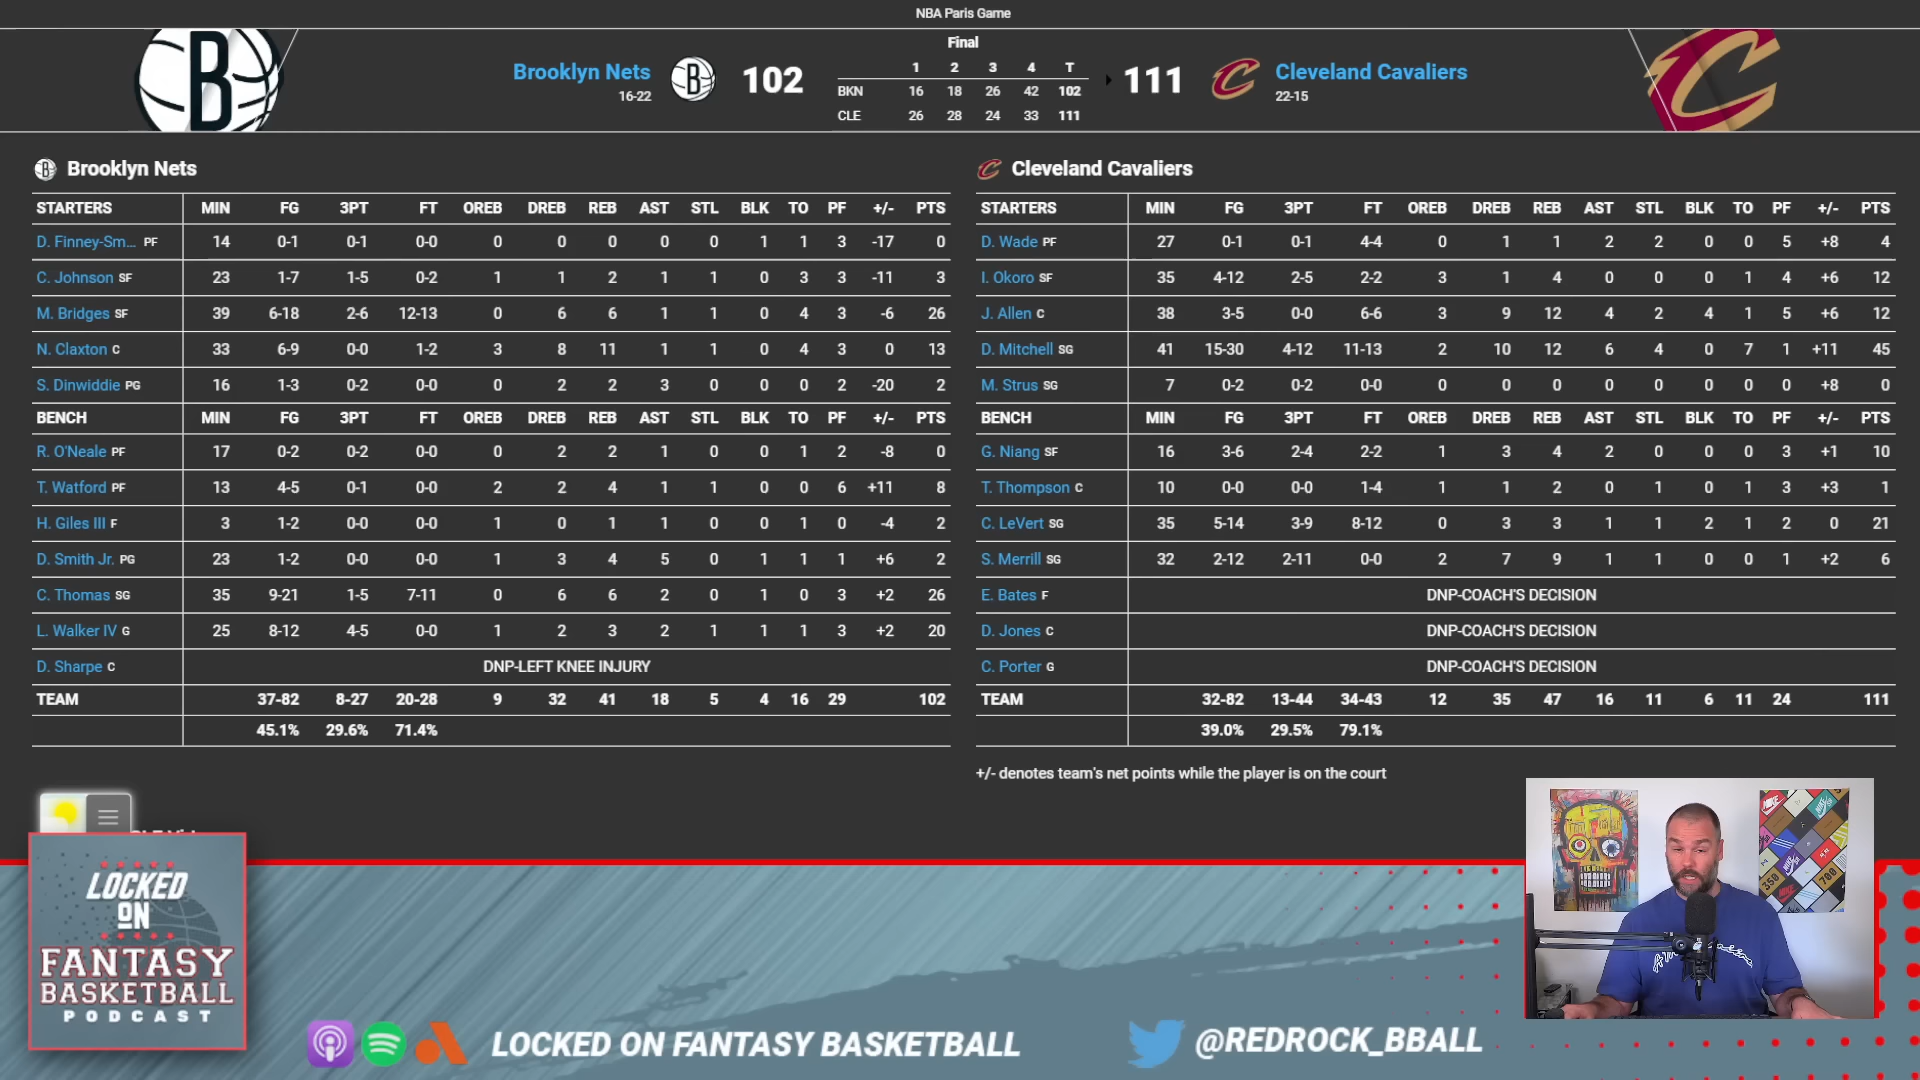 NBA Paris Game
Final
Brooklyn Nets
16-22
102
1 2 3 4 T
BKN 16 18 26 42 102
CLE 26 28 24 33 111
111
Cleveland Cavaliers
22-15
Brooklyn Nets
STARTERS MIN FG 3PT FT OREB DREB REB AST STL BLK TO PF +/- PTS
D. Finney-Sm... PF 14 0-1 0-1 0-0 0 0 0 0 0 1 1 3 -17 0
C. Johnson SF 23 1-7 1-5 0-2 1 1 2 1 1 0 3 3 -11 3
M. Bridges SF 39 6-18 2-6 12-13 0 6 6 1 1 0 4 3 -6 26
N. Claxton C 33 6-9 0-0 1-2 3 8 11 1 1 0 4 3 0 13
S. Dinwiddie PG 16 1-3 0-2 0-0 0 2 2 3 0 0 0 2 -20 2
BENCH MIN FG 3PT FT OREB DREB REB AST STL BLK TO PF +/- PTS
R. O'Neale PF 17 0-2 0-2 0-0 0 2 2 1 0 0 1 2 -8 0
T. Watford PF 13 4-5 0-1 0-0 2 2 4 1 1 0 0 6 +11 8
H. Giles III F 3 1-2 0-0 0-0 1 0 1 1 0 0 1 0 -4 2
D. Smith Jr. PG 23 1-2 0-0 0-0 1 3 4 5 0 1 1 1 +6 2
C. Thomas SG 35 9-21 1-5 7-11 0 6 6 2 0 1 0 3 +2 26
L. Walker IV G 25 8-12 4-5 0-0 1 2 3 2 1 1 1 3 +2 20
D. Sharpe C DNP-LEFT KNEE INJURY
TEAM 37-82 8-27 20-28 9 32 41 18 5 4 16 29 102
45.1% 29.6% 71.4%
Cleveland Cavaliers
STARTERS MIN FG 3PT FT OREB DREB REB AST STL BLK TO PF +/- PTS
D. Wade PF 27 0-1 0-1 4-4 0 1 1 2 2 0 0 5 +8 4
I. Okoro SF 35 4-12 2-5 2-2 3 1 4 0 0 0 1 4 +6 12
J. Allen C 38 3-5 0-0 6-6 3 9 12 4 2 4 1 5 +6 12
D. Mitchell SG 41 15-30 4-12 11-13 2 10 12 6 4 0 7 1 +11 45
M. Strus SG 7 0-2 0-2 0-0 0 0 0 0 0 0 0 0 +8 0
BENCH MIN FG 3PT FT OREB DREB REB AST STL BLK TO PF +/- PTS
G. Niang SF 16 3-6 2-4 2-2 1 3 4 2 0 0 0 3 +1 10
T. Thompson C 10 0-0 0-0 1-4 1 1 2 0 1 0 1 3 +3 1
C. LeVert SG 35 5-14 3-9 8-12 0 3 3 1 1 2 1 2 0 21
S. Merrill SG 32 2-12 2-11 0-0 2 7 9 1 1 0 0 1 +2 6
E. Bates F DNP-COACH'S DECISION
D. Jones C DNP-COACH'S DECISION
C. Porter G DNP-COACH'S DECISION
TEAM 32-82 13-44 34-43 12 35 47 16 11 6 11 24 111
39.0% 29.5% 79.1%
+/- denotes team's net points while the player is on the court
LOCKED
ON
FANTASY
BASKETBALL
PODCAST
LOCKED ON FANTASY BASKETBALL
@REDROCK_BBALL
350
700